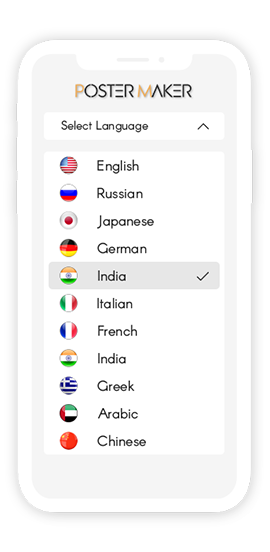 POSTER MAKER
Select Language
English
Russian
Japanese
German
India
Italian
French
India
Greek
Arabic
Chinese